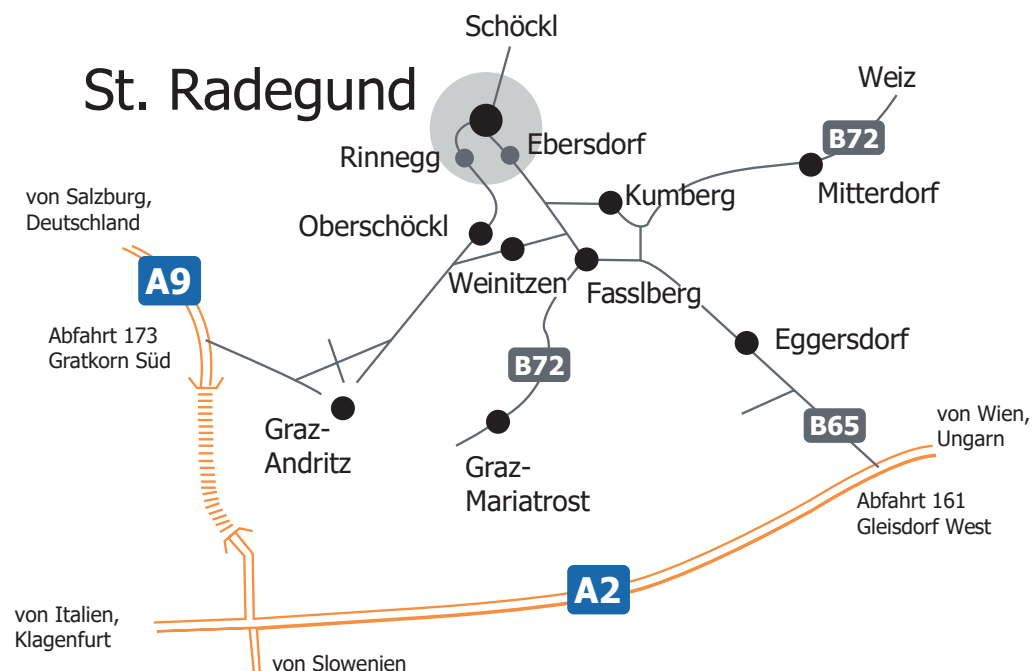 Schöckl
St. Radegund
Weiz
B72
Ebersdorf
Rinnegg
Mitterdorf
Kumberg
von Salzburg,
Deutschland
Oberschöckl
A9
Weinitzen
Fasslberg
Abfahrt 173
Gratkorn Süd
Eggersdorf
B72
B65
von Wien,
Ungarn
Graz-
Andritz
Graz-
Mariatrost
Abfahrt 161
Gleisdorf West
A2
von Italien,
Klagenfurt
von Slowenien